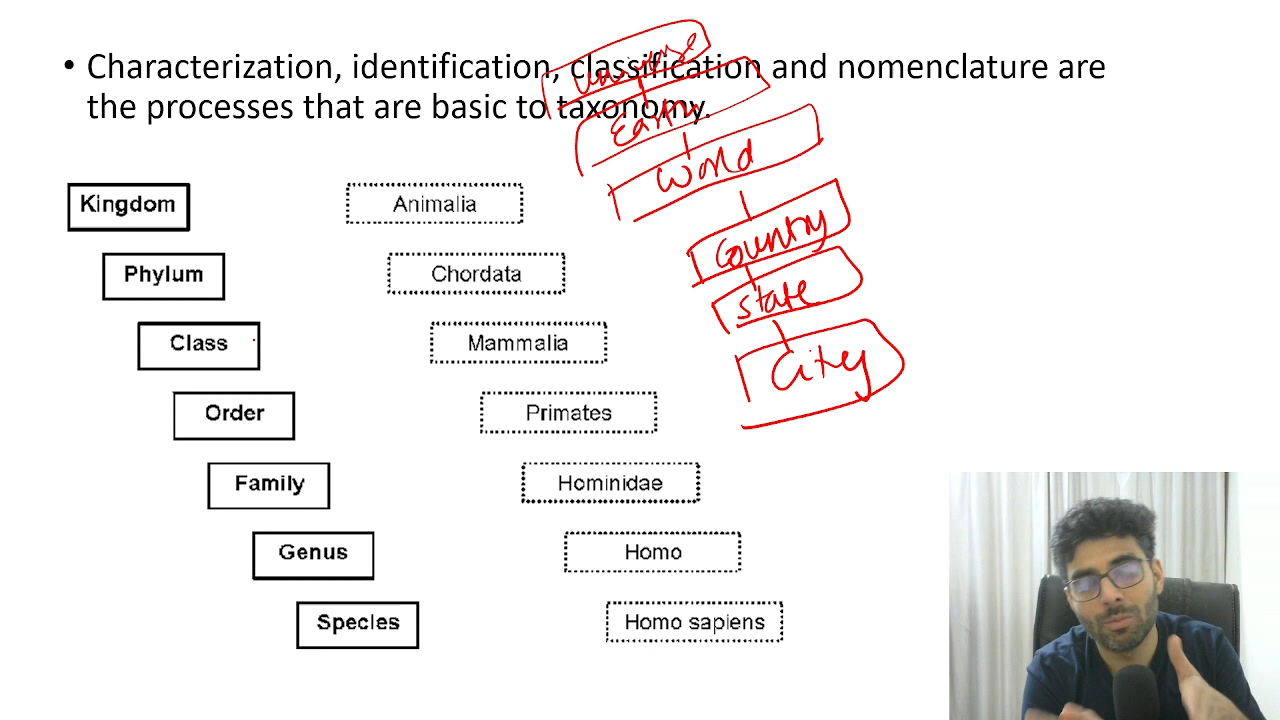 • Characterization, identification, classification and nomenclature are
the processes that are basic to taxonomy.
Universe
Earth
World
Country
State
City
Kingdom
Animalia
Phylum
Chordata
Class
Mammalia
Order
Primates
Family
Hominidae
Genus
Homo
Species
Homo sapiens